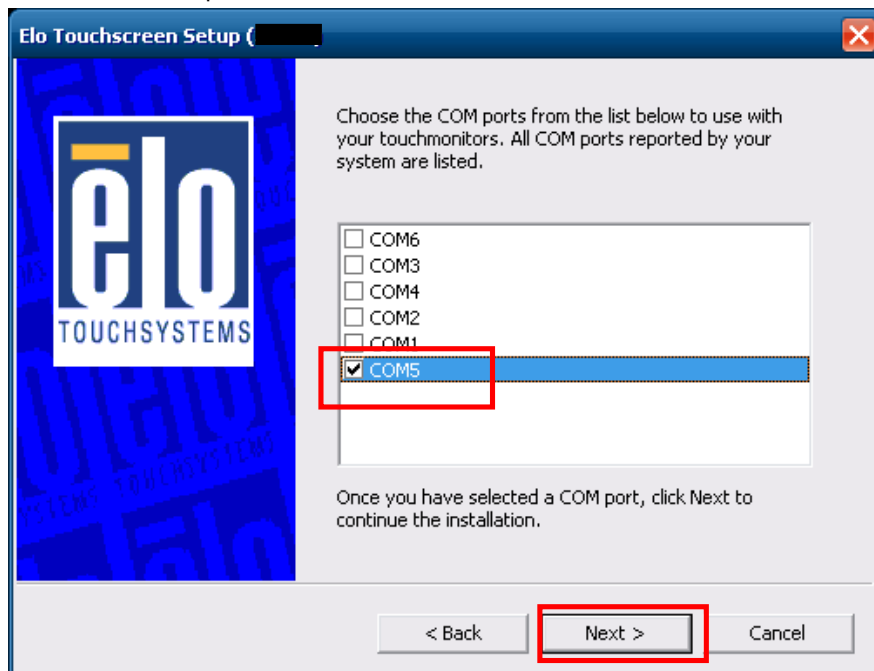 Elo Touchscreen Setup (
Choose the COM ports from the list below to use with
your touchmonitors. All COM ports reported by your
system are listed.
elo
TOUCHSYSTEMS
COM6
COM3
COM4
COM2
COM1
COM5
Once you have selected a COM port, click Next to
continue the installation.
< Back
Next >
Cancel